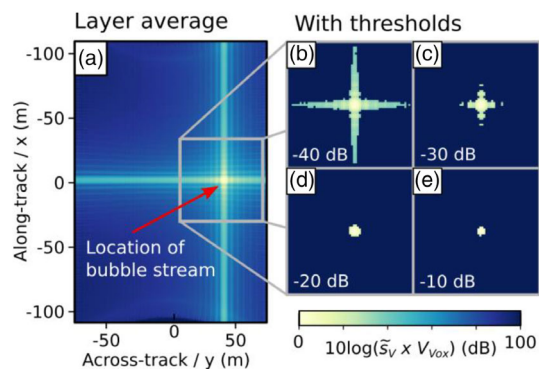 Layer average
With thresholds
(a)
(b)
(c)
-40 dB
-30 dB
(d)
(e)
-20 dB
-10 dB
Along-track / x (m)
-100
-50
0
-50
-100
Location of
bubble stream
-50
0
50
Across-track / y (m)
0
10log(s̃V x VVox) (dB)
100